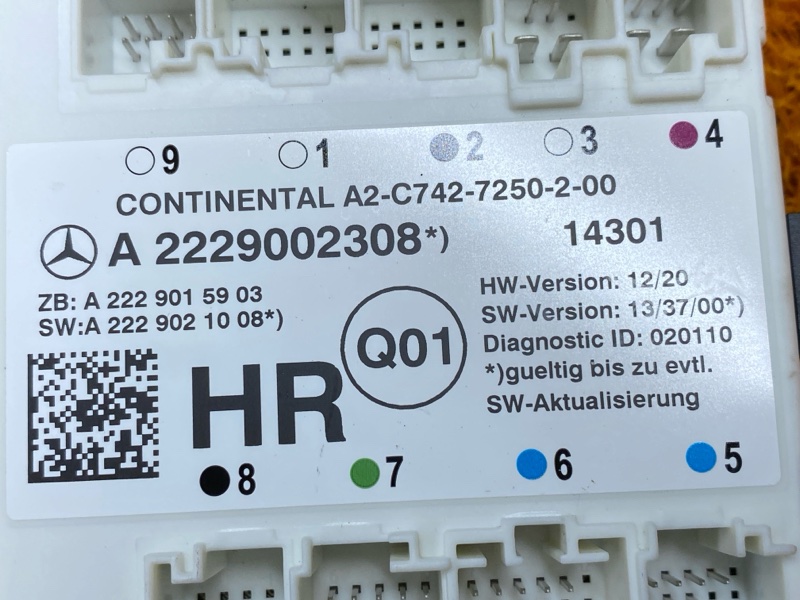 9 1 2 3 4
CONTINENTAL A2-C742-7250-2-00
A 2229002308*) 14301
ZB: A 222 901 59 03
SW:A 222 902 10 08*)
HW-Version: 12/20
SW-Version: 13/37/00*)
Diagnostic ID: 020110
*)gueltig bis zu evtl.
SW-Aktualisierung
Q01
HR
8 7 6 5